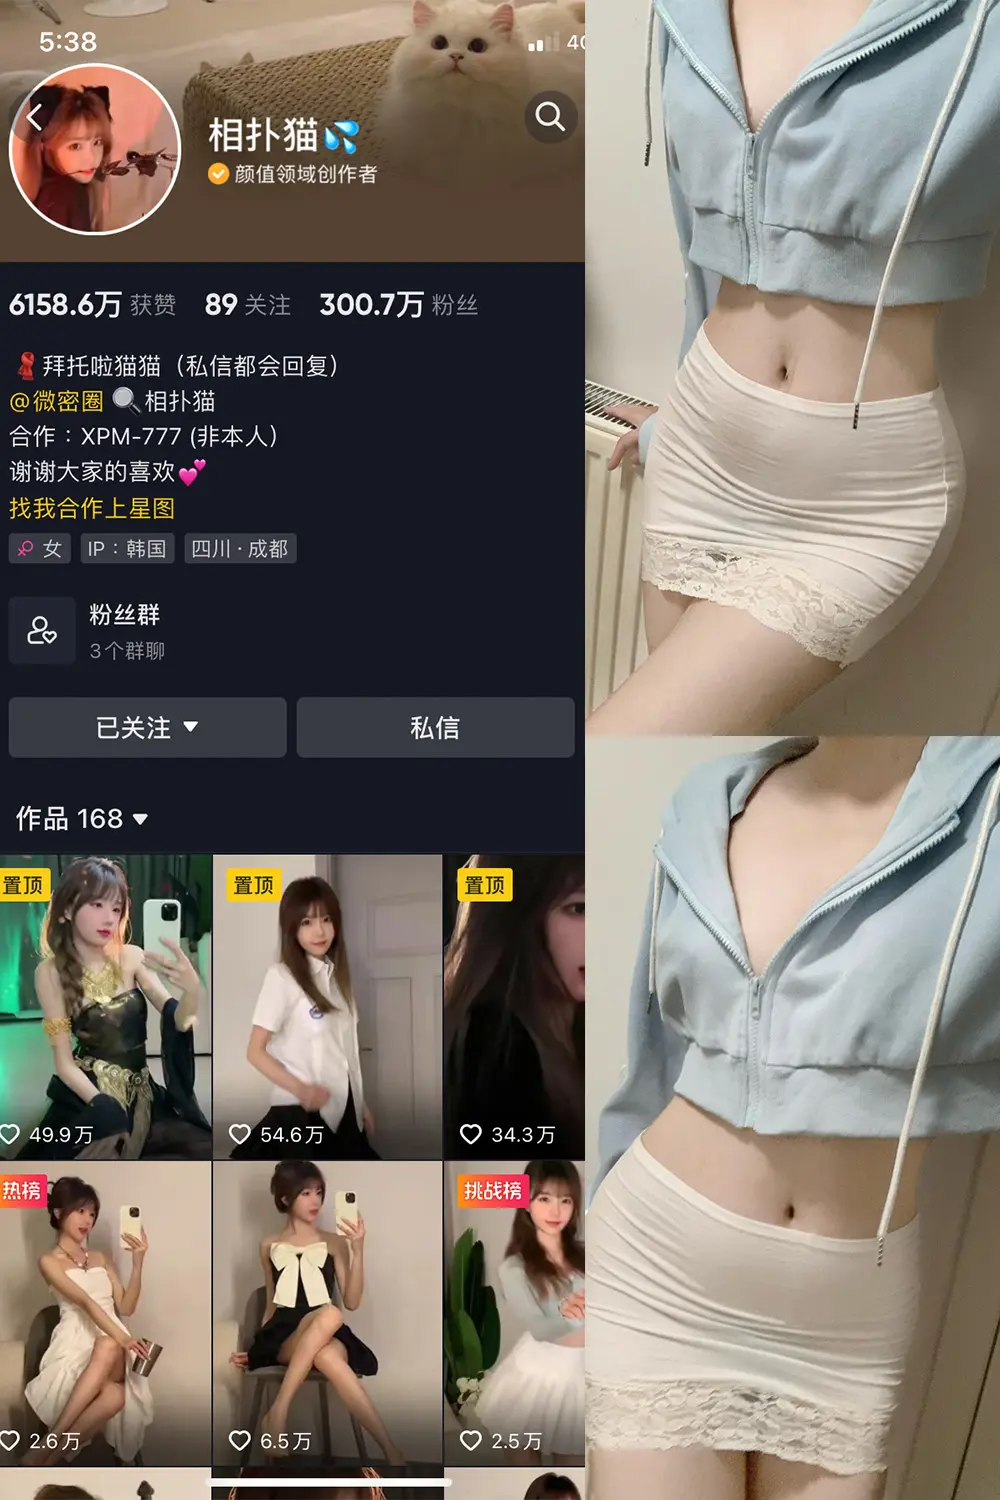 5:38
4G
相扑猫💦
颜值领域创作者
6158.6万 获赞 89 关注 300.7万 粉丝
拜托啦猫猫（私信都会回复）
@微密圈 🔍相扑猫
合作：XPM-777 (非本人)
谢谢大家的喜欢💕
找我合作上星图
女 IP：韩国 四川·成都
粉丝群
3个群聊
已关注 私信
作品 168
置顶 置顶 置顶
49.9万 54.6万 34.3万
热榜 挑战榜
2.6万 6.5万 2.5万